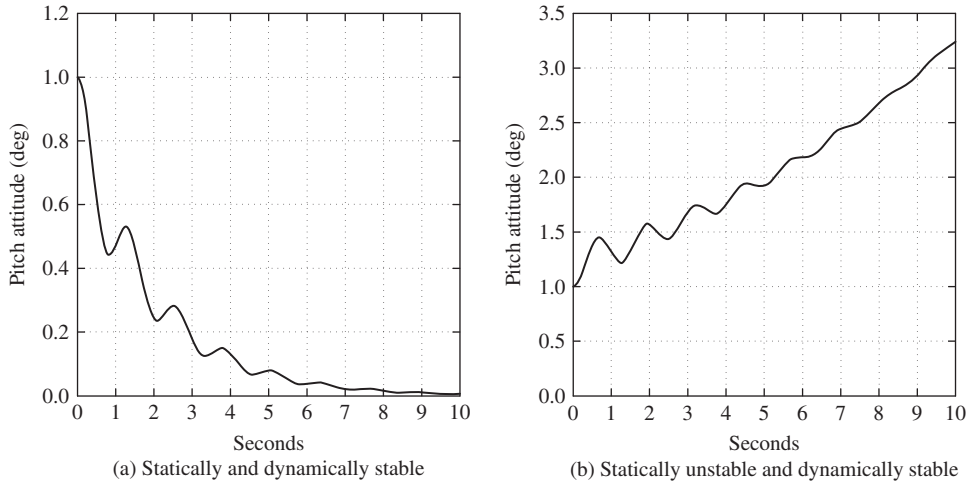 1.2
1.0
0.8
0.6
0.4
0.2
0.0
Pitch attitude (deg)
0 1 2 3 4 5 6 7 8 9 10
Seconds
(a) Statically and dynamically stable
3.5
3.0
2.5
2.0
1.5
1.0
0.5
0.0
Pitch attitude (deg)
0 1 2 3 4 5 6 7 8 9 10
Seconds
(b) Statically unstable and dynamically stable